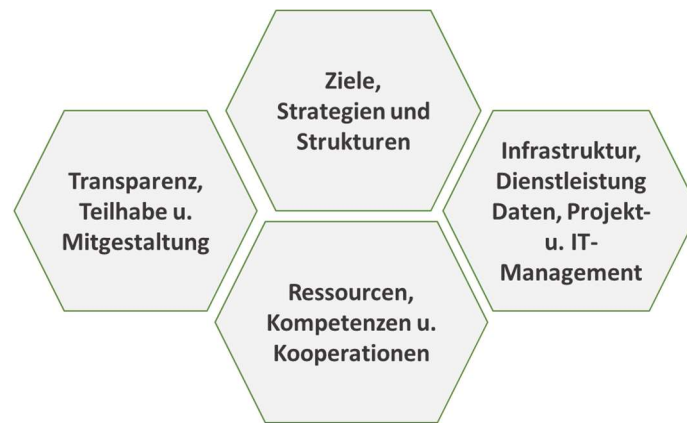 Ziele,
Strategien und
Strukturen
Transparenz,
Teilhabe u.
Mitgestaltung
Infrastruktur,
Dienstleistung
Daten, Projekt-
u. IT-
Management
Ressourcen,
Kompetenzen u.
Kooperationen